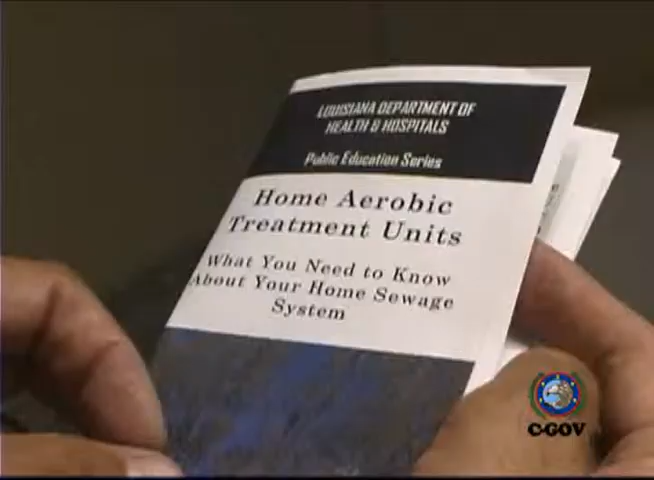 LOUISIANA DEPARTMENT OF
HEALTH & HOSPITALS
Public Education Series
Home Aerobic
Treatment Units
What You Need to Know
About Your Home Sewage
System
C-GOV